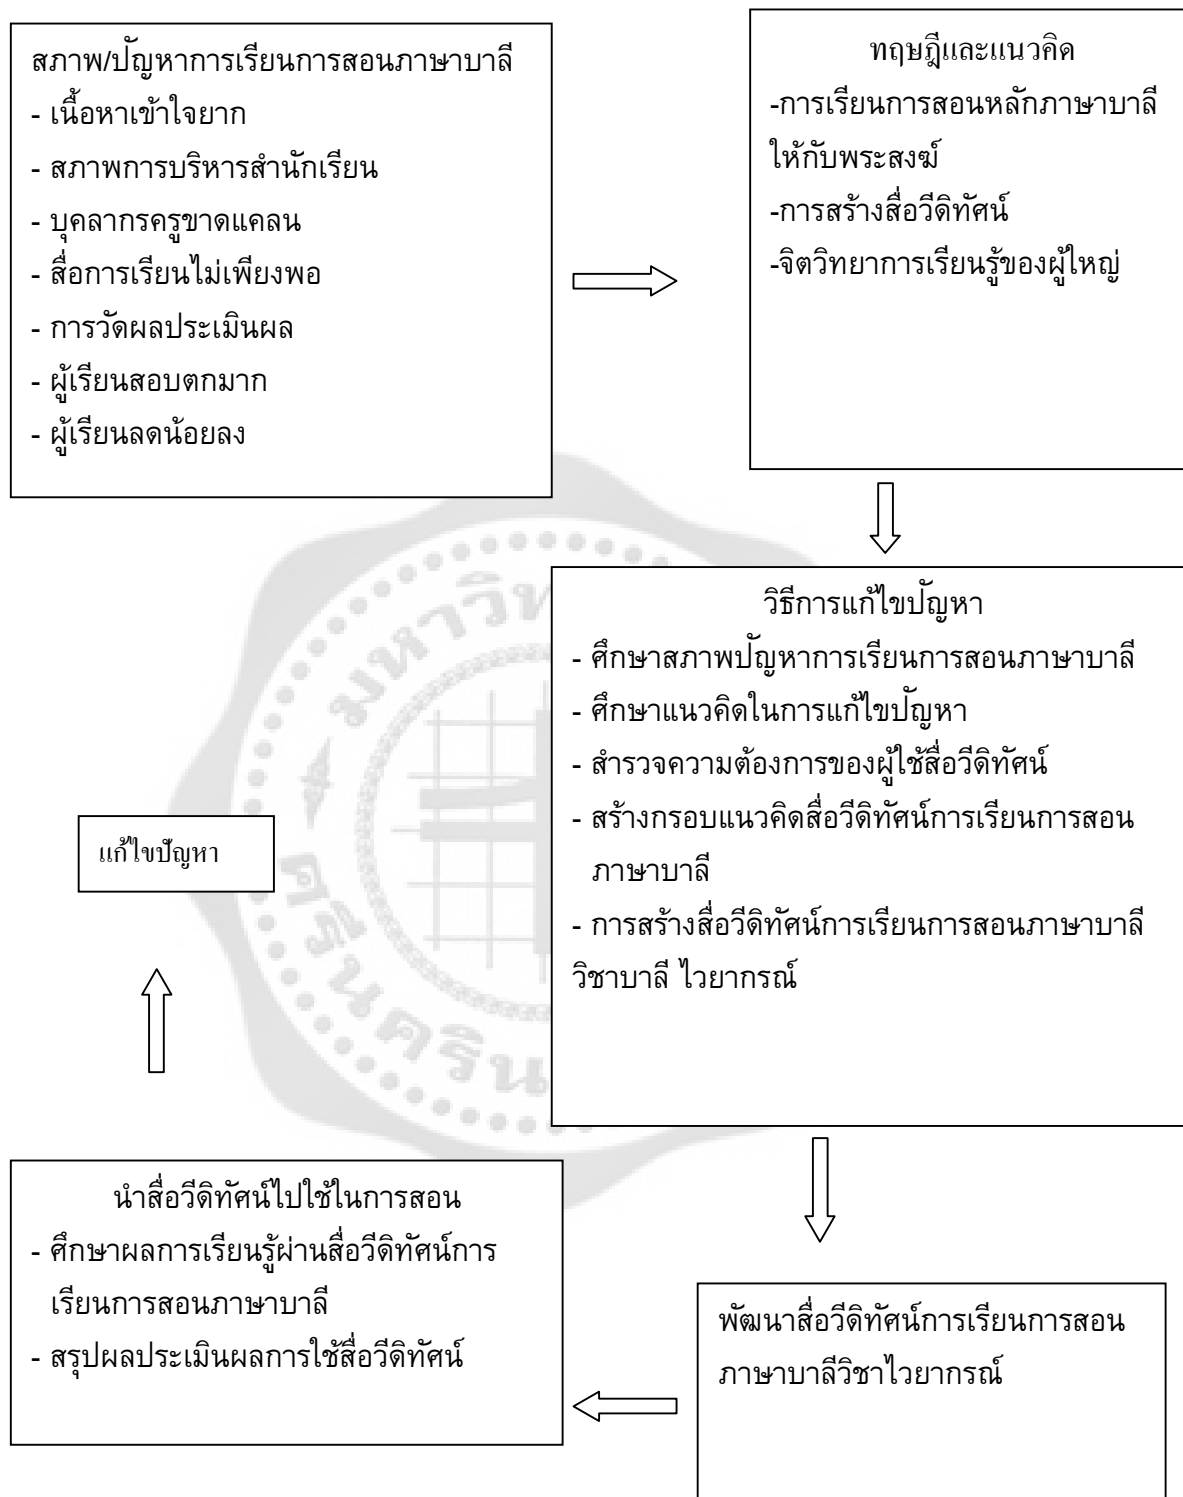 สภาพ/ปัญหาการเรียนการสอนภาษาบาลี
- เนื้อหาเข้าใจยาก
- สภาพการบริหารสำนักเรียน
- บุคลากรครูขาดแคลน
- สื่อการเรียนไม่เพียงพอ
- การวัดผลประเมินผล
- ผู้เรียนสอบตกมาก
- ผู้เรียนลดน้อยลง
ทฤษฎีและแนวคิด
-การเรียนการสอนหลักภาษาบาลี
ให้กับพระสงฆ์
-การสร้างสื่อวีดิทัศน์
-จิตวิทยาการเรียนรู้ของผู้ใหญ่
วิธีการแก้ไขปัญหา
- ศึกษาสภาพปัญหาการเรียนการสอนภาษาบาลี
- ศึกษาแนวคิดในการแก้ไขปัญหา
- สำรวจความต้องการของผู้ใช้สื่อวีดิทัศน์
- สร้างกรอบแนวคิดสื่อวีดิทัศน์การเรียนการสอน
ภาษาบาลี
- การสร้างสื่อวีดิทัศน์การเรียนการสอนภาษาบาลี
วิชาบาลี ไวยากรณ์
พัฒนาสื่อวีดิทัศน์การเรียนการสอน
ภาษาบาลีวิชาไวยากรณ์
นำสื่อวีดิทัศน์ไปใช้ในการสอน
- ศึกษาผลการเรียนรู้ผ่านสื่อวีดิทัศน์การ
เรียนการสอนภาษาบาลี
- สรุปผลประเมินผลการใช้สื่อวีดิทัศน์
แก้ไขปัญหา
มหาวิท
ศรีนคริน